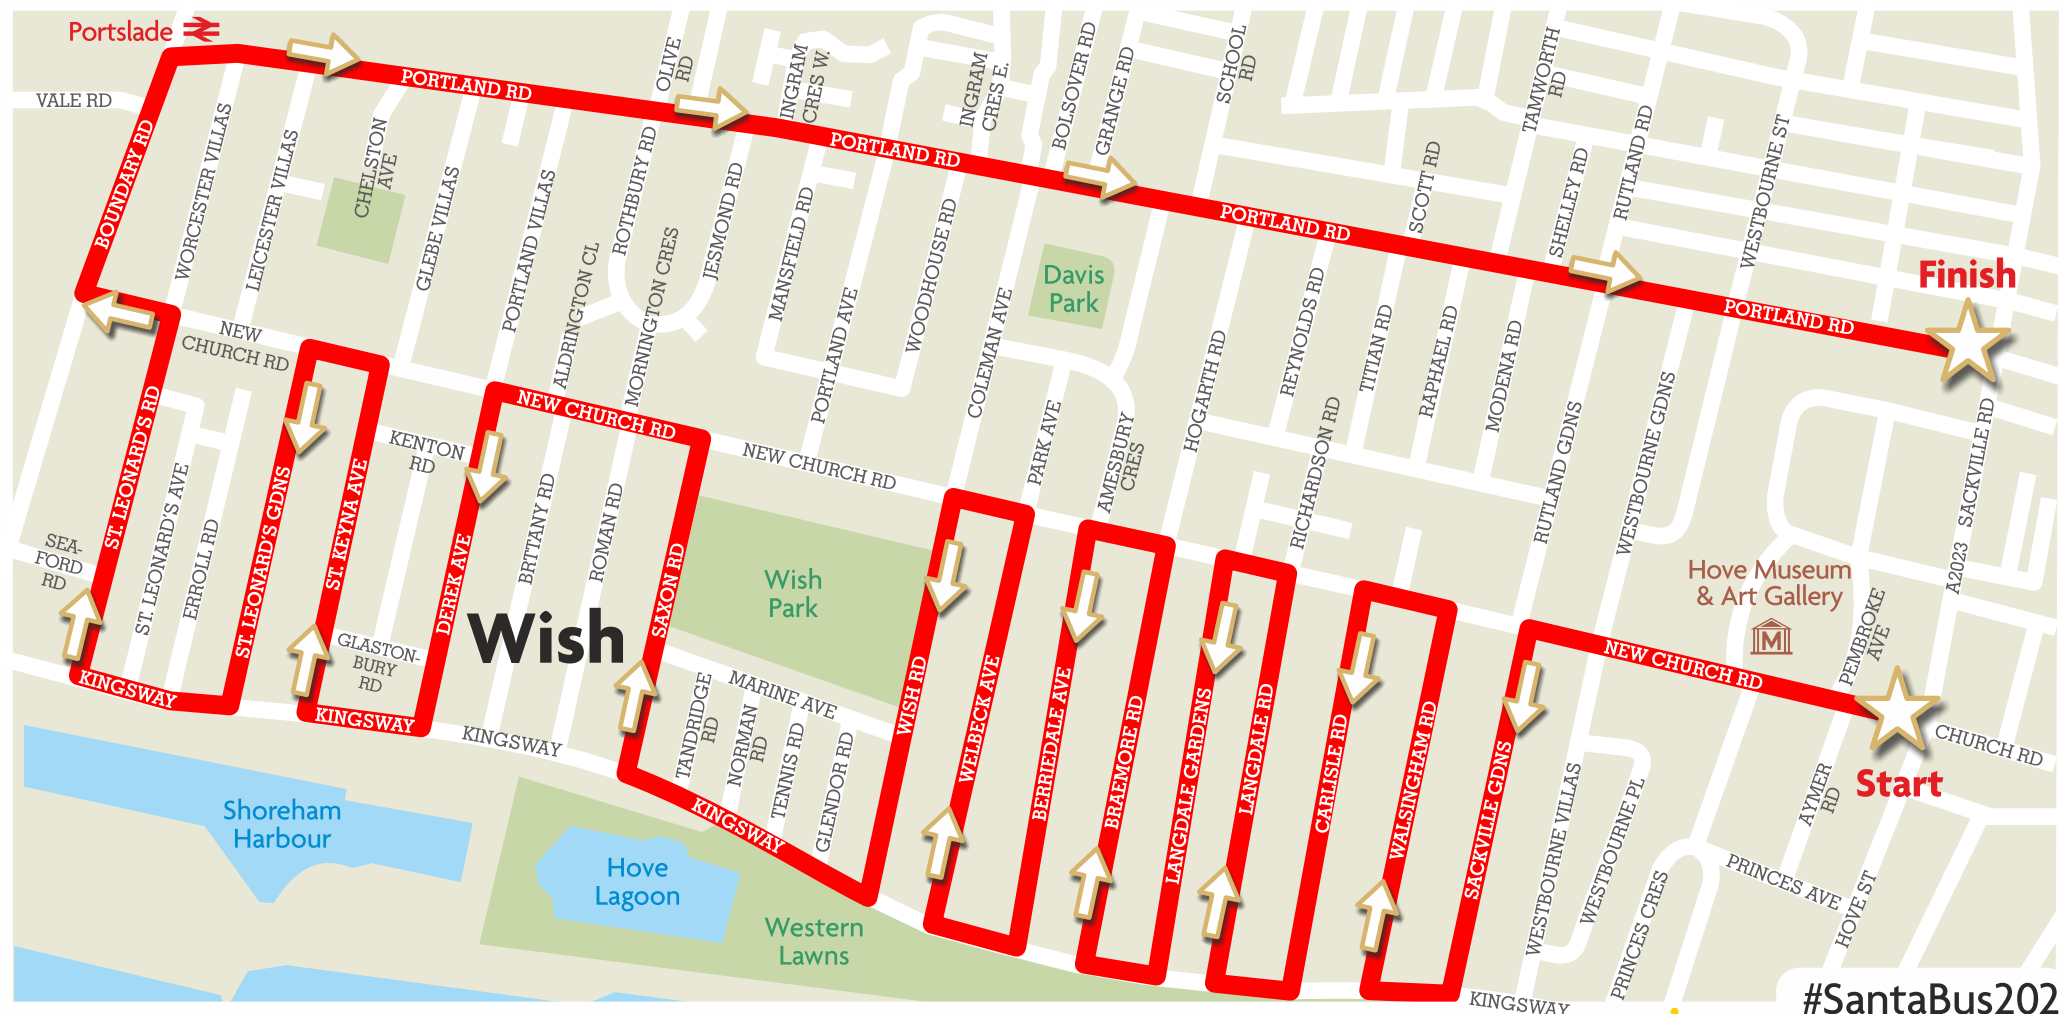 Portslade
VALE RD
BOUNDARY RD
WORCESTER VILLAS
LEICESTER VILLAS
CHELSTON
AVE
PORTLAND RD
GLEBE VILLAS
PORTLAND VILLAS
OLIVE
RD
ROTHBURY RD
ALDRINGTON CL
MORNINGTON CRES
JESMOND RD
INGRAM
CRES W.
MANSFIELD RD
PORTLAND AVE
PORTLAND RD
WOODHOUSE RD
INGRAM
CRES E.
BOLSOVER RD
GRANGE RD
COLEMAN AVE
Davis
Park
SCHOOL
RD
PORTLAND RD
HOGARTH RD
REYNOLDS RD
TITIAN RD
SCOTT RD
RAPHAEL RD
MODENA RD
TAMWORTH
RD
SHELLEY RD
RUTLAND RD
WESTBOURNE ST
PORTLAND RD
Finish
NEW
CHURCH RD
ST. LEONARD'S RD
SEA-
FORD
RD
ST. LEONARD'S AVE
ERROLL RD
ST. LEONARD'S GDNS
ST. KEYNA AVE
KENTON
RD
GLASTON-
BURY
RD
DEREK AVE
NEW CHURCH RD
BRITTANY RD
ROMAN RD
Wish
SAXON RD
NEW CHURCH RD
Wish
Park
MARINE AVE
TANDRIDGE
RD
NORMAN
RD
TENNIS RD
GLENDOR RD
WISH RD
WELBECK AVE
PARK AVE
AMESBURY
CRES
BERRIEDALE AVE
BRAEMORE RD
LANGDALE GARDENS
LANGDALE RD
RICHARDSON RD
CARLISLE RD
WALSINGHAM RD
SACKVILLE GDNS
RUTLAND GDNS
WESTBOURNE GDNS
A2023 SACKVILLE RD
Hove Museum
& Art Gallery
M
NEW CHURCH RD
PEMBROKE
AVE
CHURCH RD
Start
WESTBOURNE VILLAS
WESTBOURNE PL
PRINCES CRES
PRINCES AVE
AYMER
RD
HOVE ST
KINGSWAY
KINGSWAY
KINGSWAY
KINGSWAY
KINGSWAY
Shoreham
Harbour
Hove
Lagoon
Western
Lawns
#SantaBus202